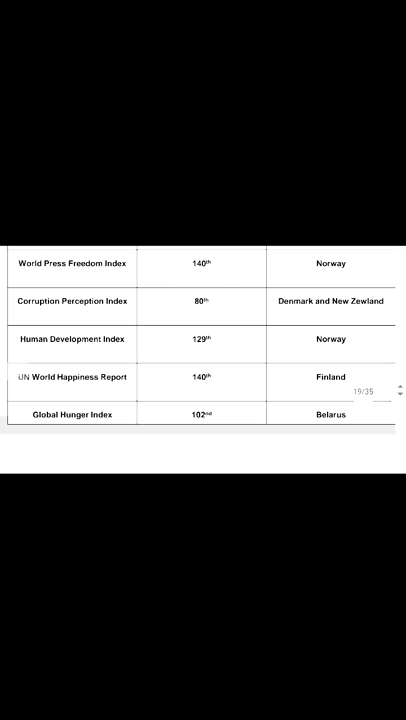 World Press Freedom Index 140th Norway
Corruption Perception Index 80th Denmark and New Zewland
Human Development Index 129th Norway
UN World Happiness Report 140th Finland
19/35
Global Hunger Index 102nd Belarus